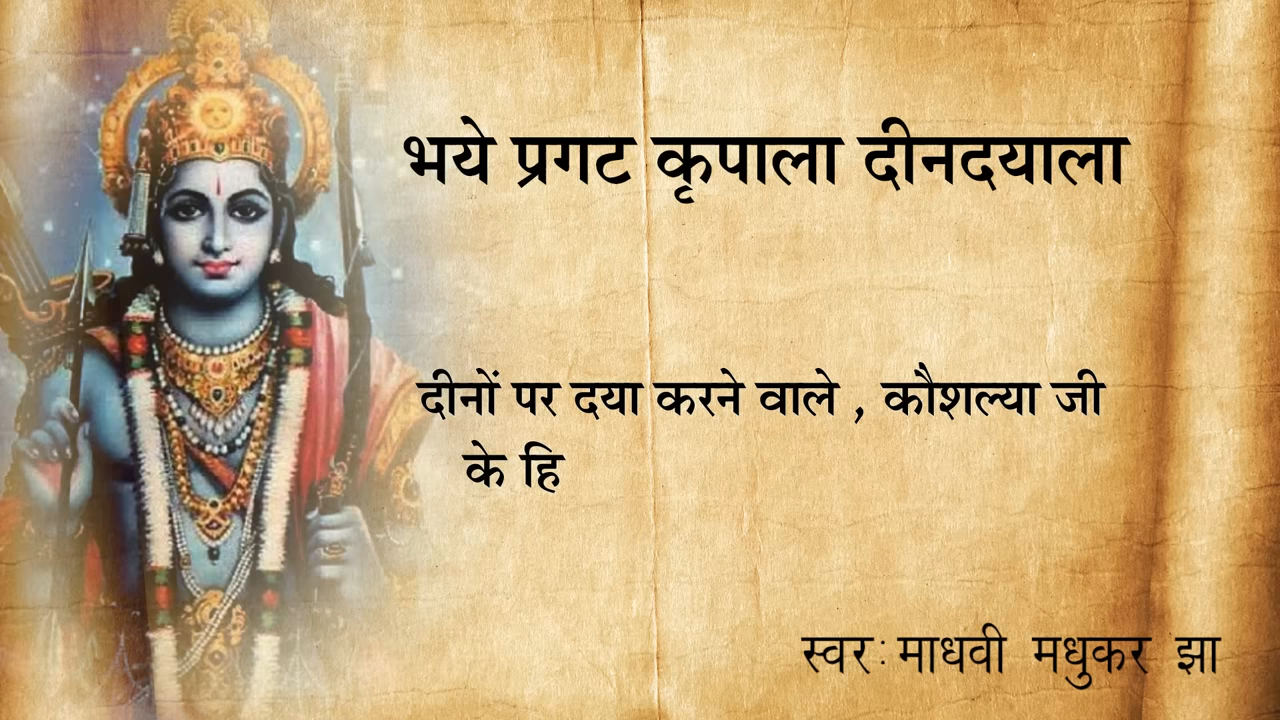 भये प्रगट कृपाला दीनदयाला
दीनों पर दया करने वाले , कौशल्या जी
के हि
स्वर: माधवी मधुकर झा